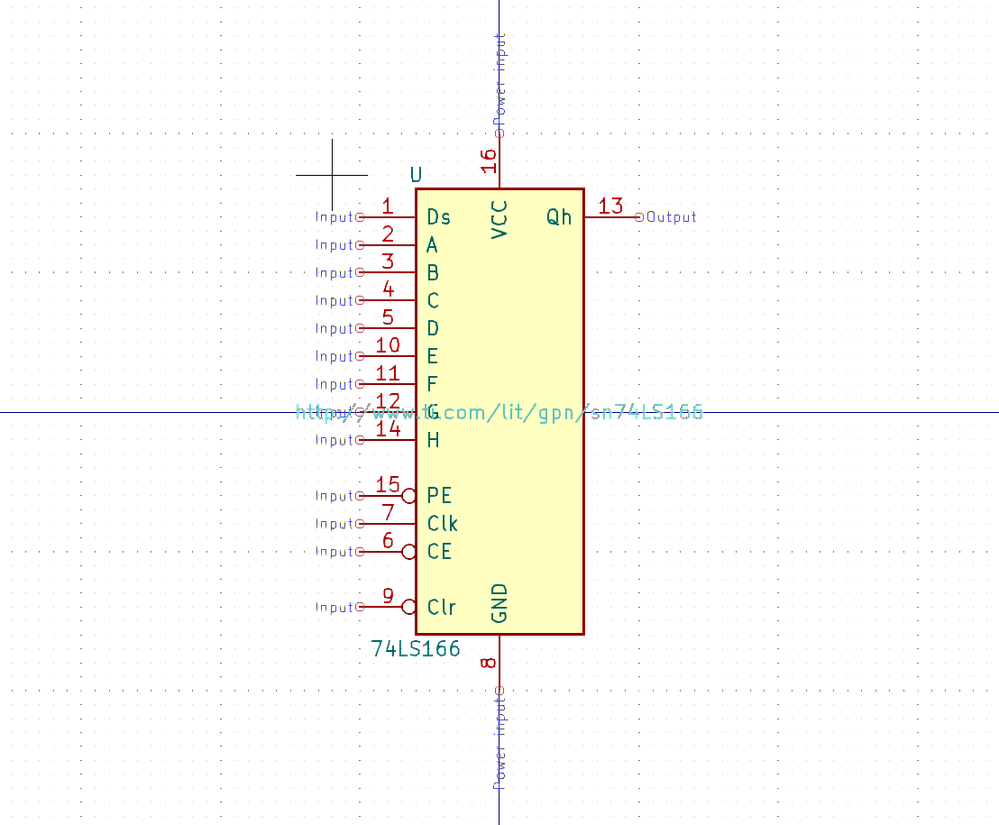 Power input
16
U
VCC
Input 1 Ds
Qh 13 Output
Input 2 A
Input 3 B
Input 4 C
Input 5 D
Input 10 E
Input 11 F
Input 12 G
http://www.ti.com/lit/gpn/sn74LS166
Input 14 H
Input 15 PE
Input 7 Clk
Input 6 CE
Input 9 Clr
GND
74LS166
8
Power input